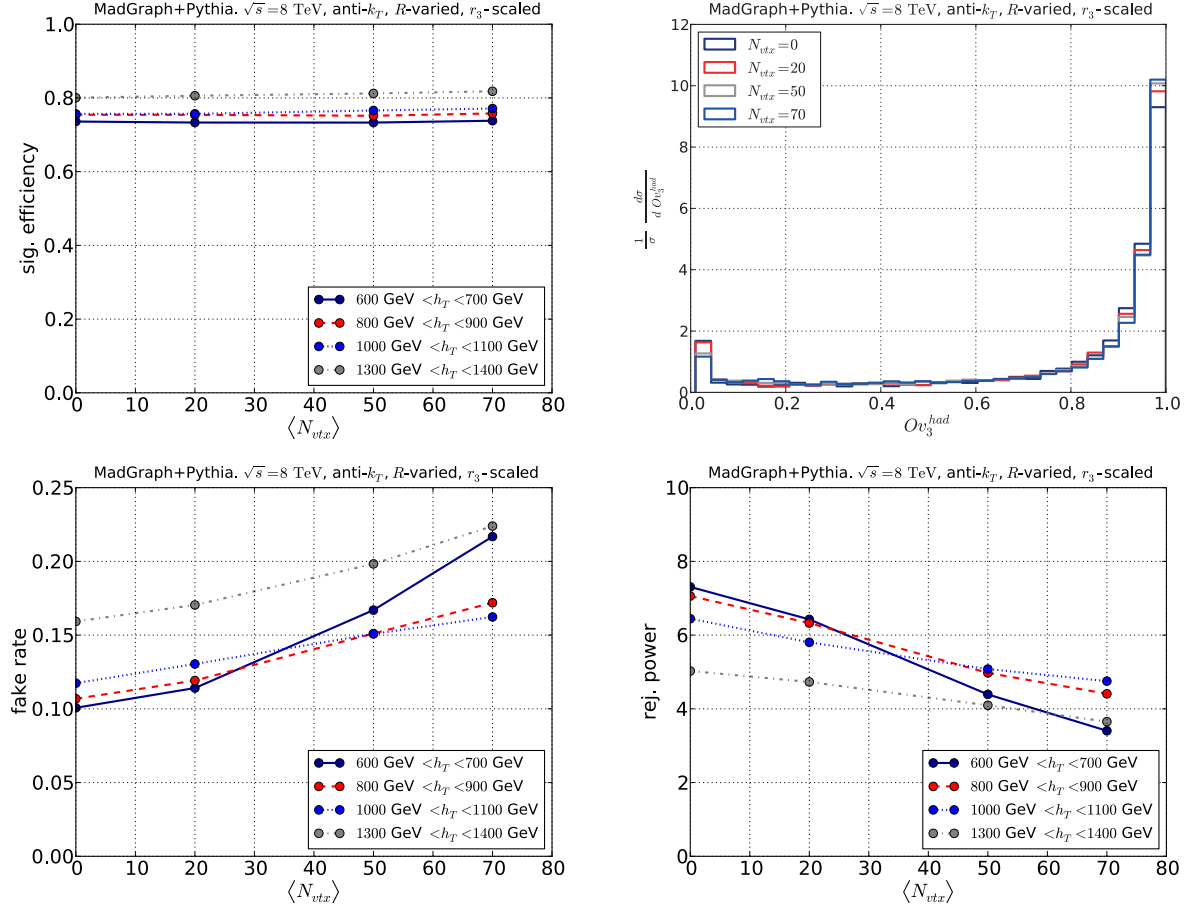 MadGraph+Pythia. √s = 8 TeV, anti-k_T, R-varied, r_3-scaled
1.0
0.8
0.6
0.4
0.2
0.0
sig. efficiency
600 GeV <h_T<700 GeV
800 GeV <h_T<900 GeV
1000 GeV <h_T<1100 GeV
1300 GeV <h_T<1400 GeV
0 10 20 30 40 50 60 70 80
⟨N_vtx⟩
MadGraph+Pythia. √s = 8 TeV, anti-k_T, R-varied, r_3-scaled
12
10
8
6
4
2
0
1/σ dσ/d Ov_3^had
N_vtx=0
N_vtx=20
N_vtx=50
N_vtx=70
0.0 0.2 0.4 0.6 0.8 1.0
Ov_3^had
MadGraph+Pythia. √s = 8 TeV, anti-k_T, R-varied, r_3-scaled
0.25
0.20
0.15
0.10
0.05
0.00
fake rate
600 GeV <h_T<700 GeV
800 GeV <h_T<900 GeV
1000 GeV <h_T<1100 GeV
1300 GeV <h_T<1400 GeV
0 10 20 30 40 50 60 70 80
⟨N_vtx⟩
MadGraph+Pythia. √s = 8 TeV, anti-k_T, R-varied, r_3-scaled
10
8
6
4
2
0
rej. power
600 GeV <h_T<700 GeV
800 GeV <h_T<900 GeV
1000 GeV <h_T<1100 GeV
1300 GeV <h_T<1400 GeV
0 10 20 30 40 50 60 70 80
⟨N_vtx⟩